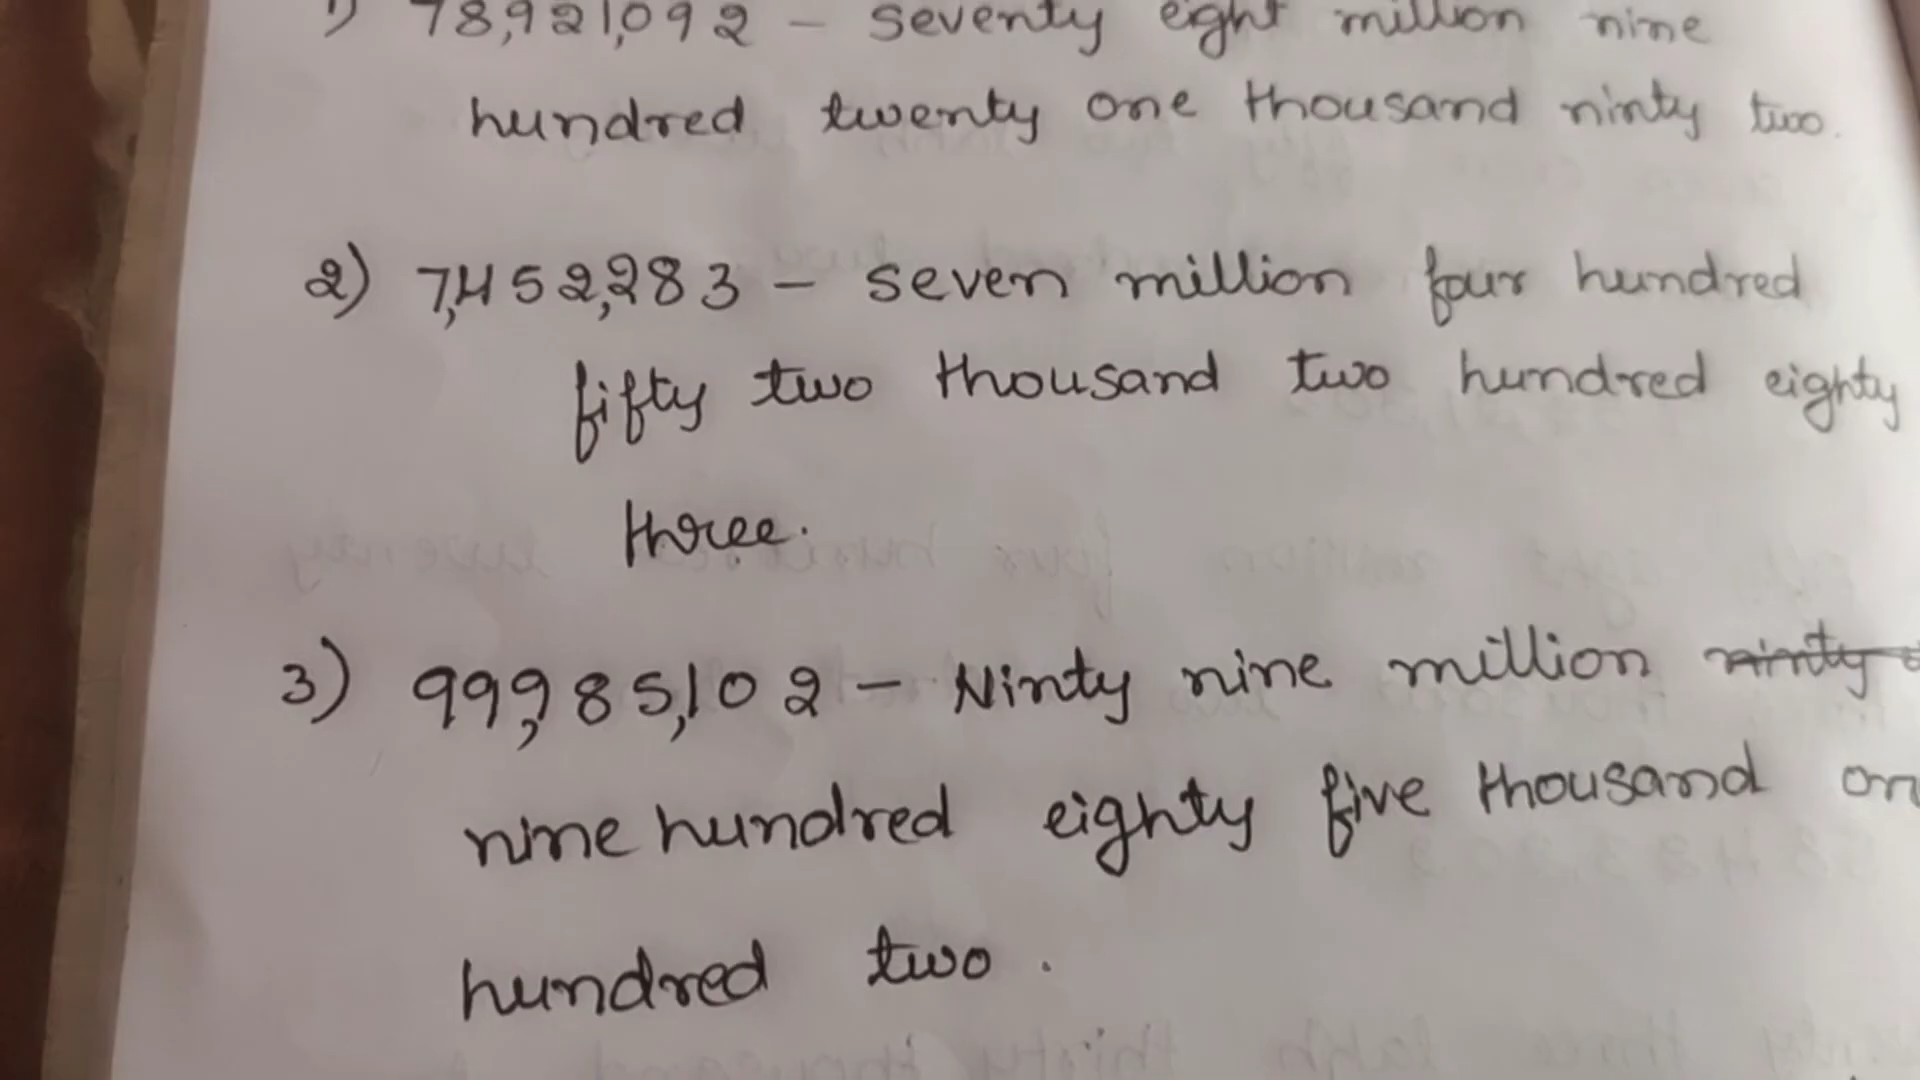 1) 78,921,092 - seventy eight million nine
hundred twenty one thousand ninty two.
2) 7,452,283 - seven million four hundred
fifty two thousand two hundred eighty
three.
3) 99,985,102 - Ninty nine million ninty
nine hundred eighty five thousand on
hundred two.